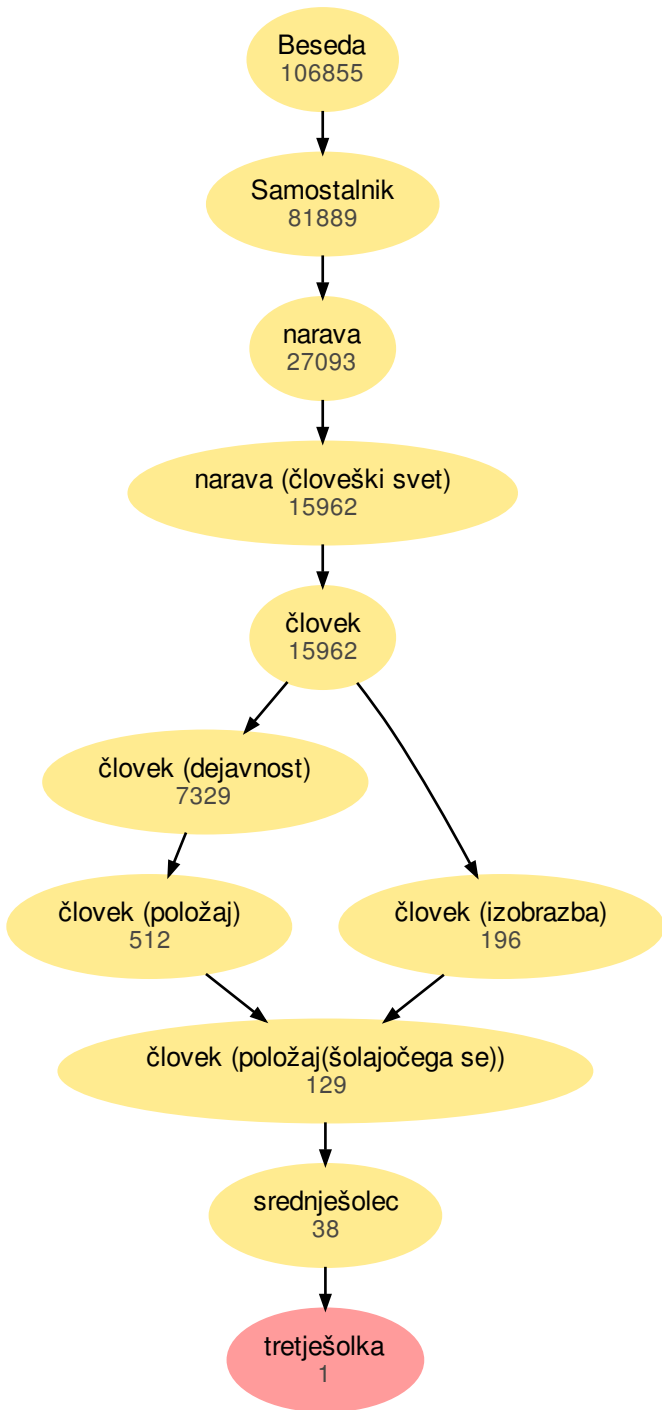 Beseda
106855
Samostalnik
81889
narava
27093
narava (človeški svet)
15962
človek
15962
človek (dejavnost)
7329
človek (položaj)
512
človek (izobrazba)
196
človek (položaj(šolajočega se))
129
srednješolec
38
tretješolka
1